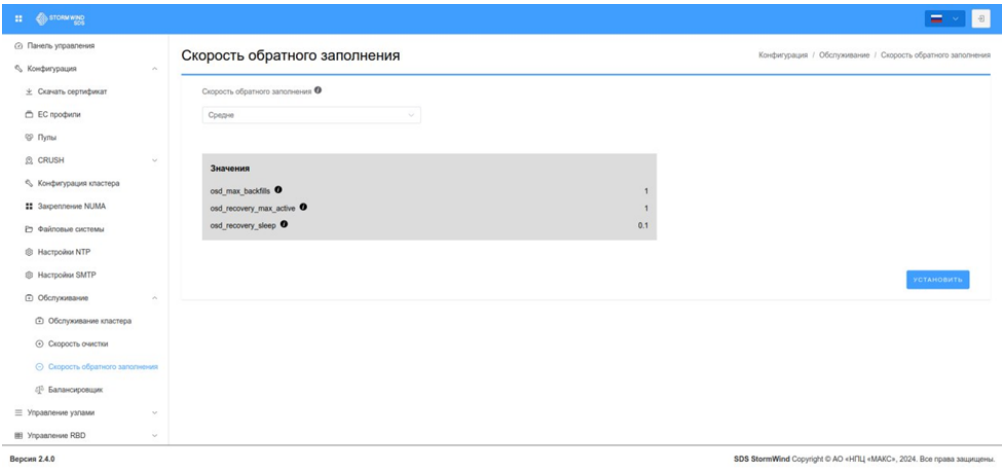 STORMWIND
SDS
Панель управления
Конфигурация
Скачать сертификат
EC профили
Пулы
CRUSH
Конфигурация кластера
Закрепление NUMA
Файловые системы
Настройки NTP
Настройки SMTP
Обслуживание
Обслуживание кластера
Скорость очистки
Скорость обратного заполнения
Балансировщик
Управление узлами
Управление RBD
Скорость обратного заполнения
Конфигурация / Обслуживание / Скорость обратного заполнения
Скорость обратного заполнения
Средне
Значения
osd_max_backfills 1
osd_recovery_max_active 1
osd_recovery_sleep 0.1
УСТАНОВИТЬ
Версия 2.4.0
SDS StormWind Copyright © АО «НПЦ «МАКС», 2024. Все права защищены.